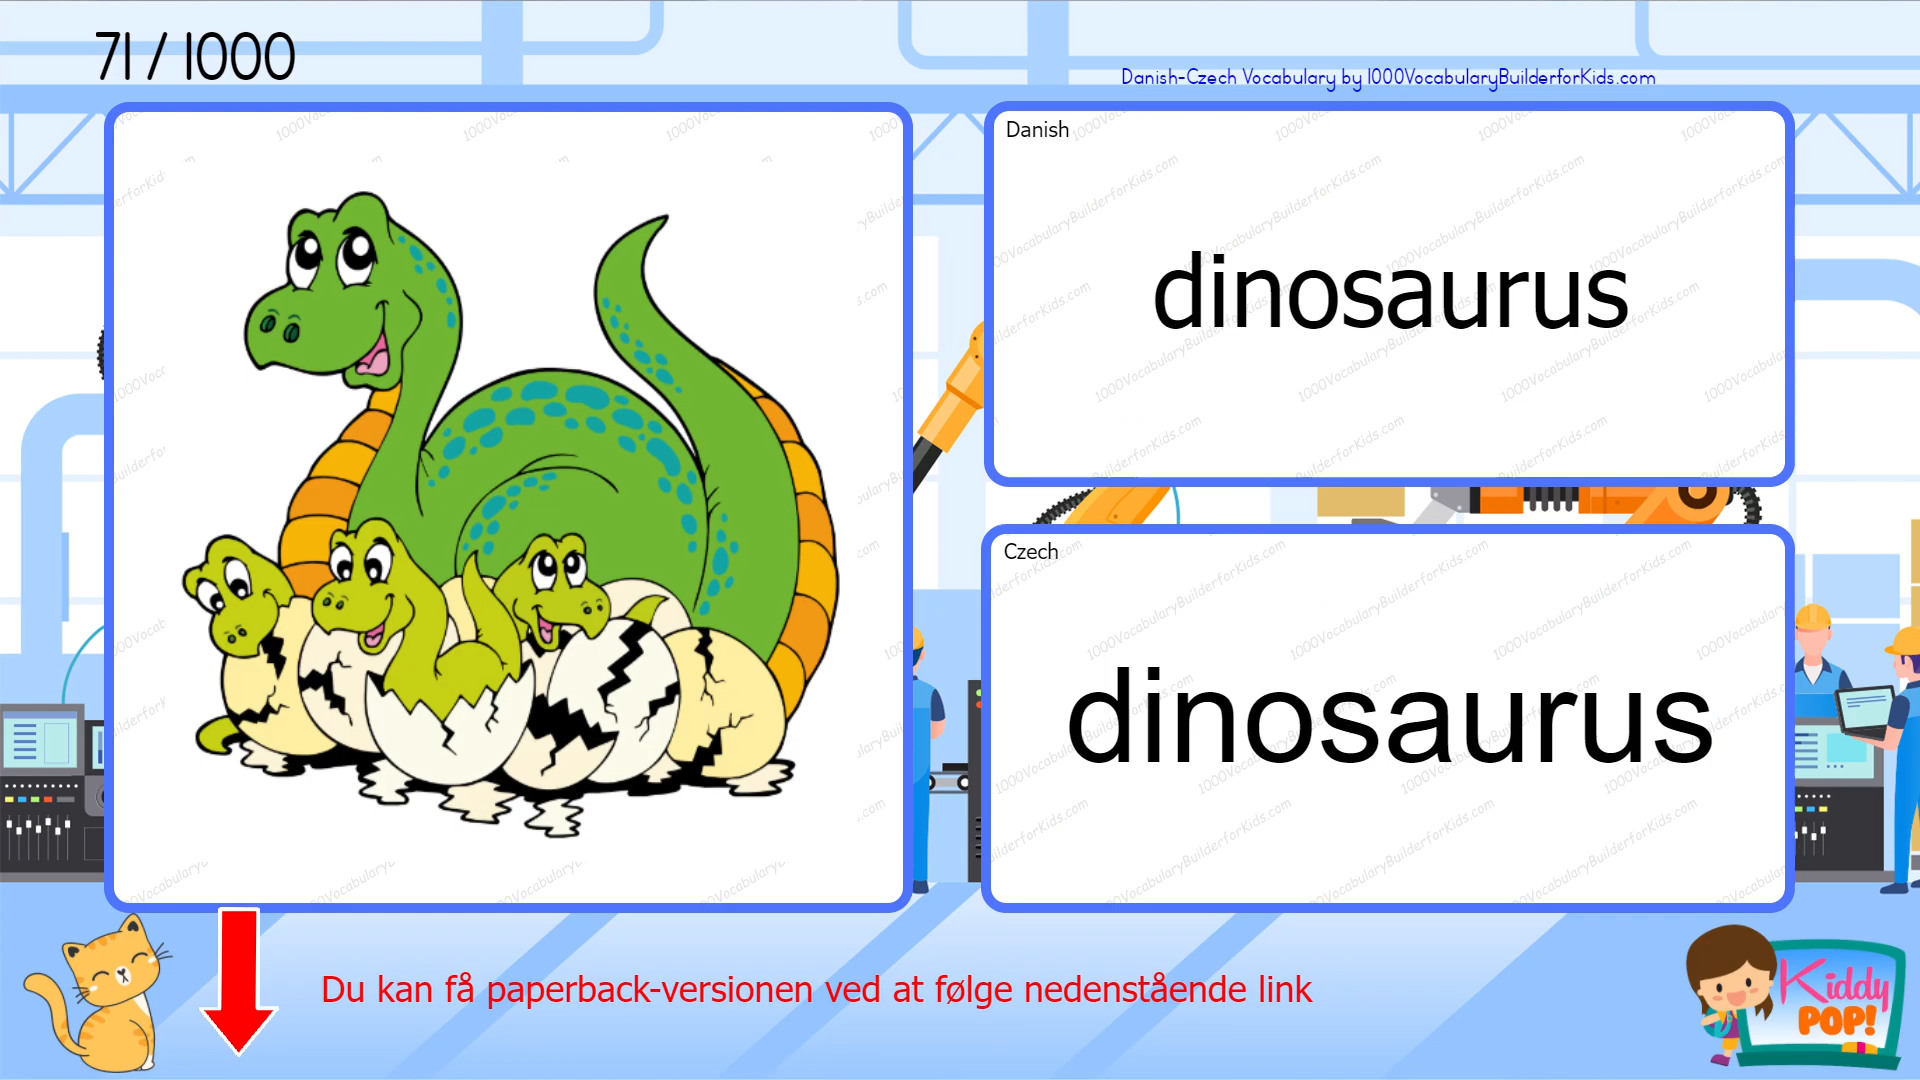 71 / 1000
Danish-Czech Vocabulary by 1000VocabularyBuilderforKids.com
Danish
dinosaurus
Czech
dinosaurus
Du kan få paperback-versionen ved at følge nedenstående link
Kiddy
POP!